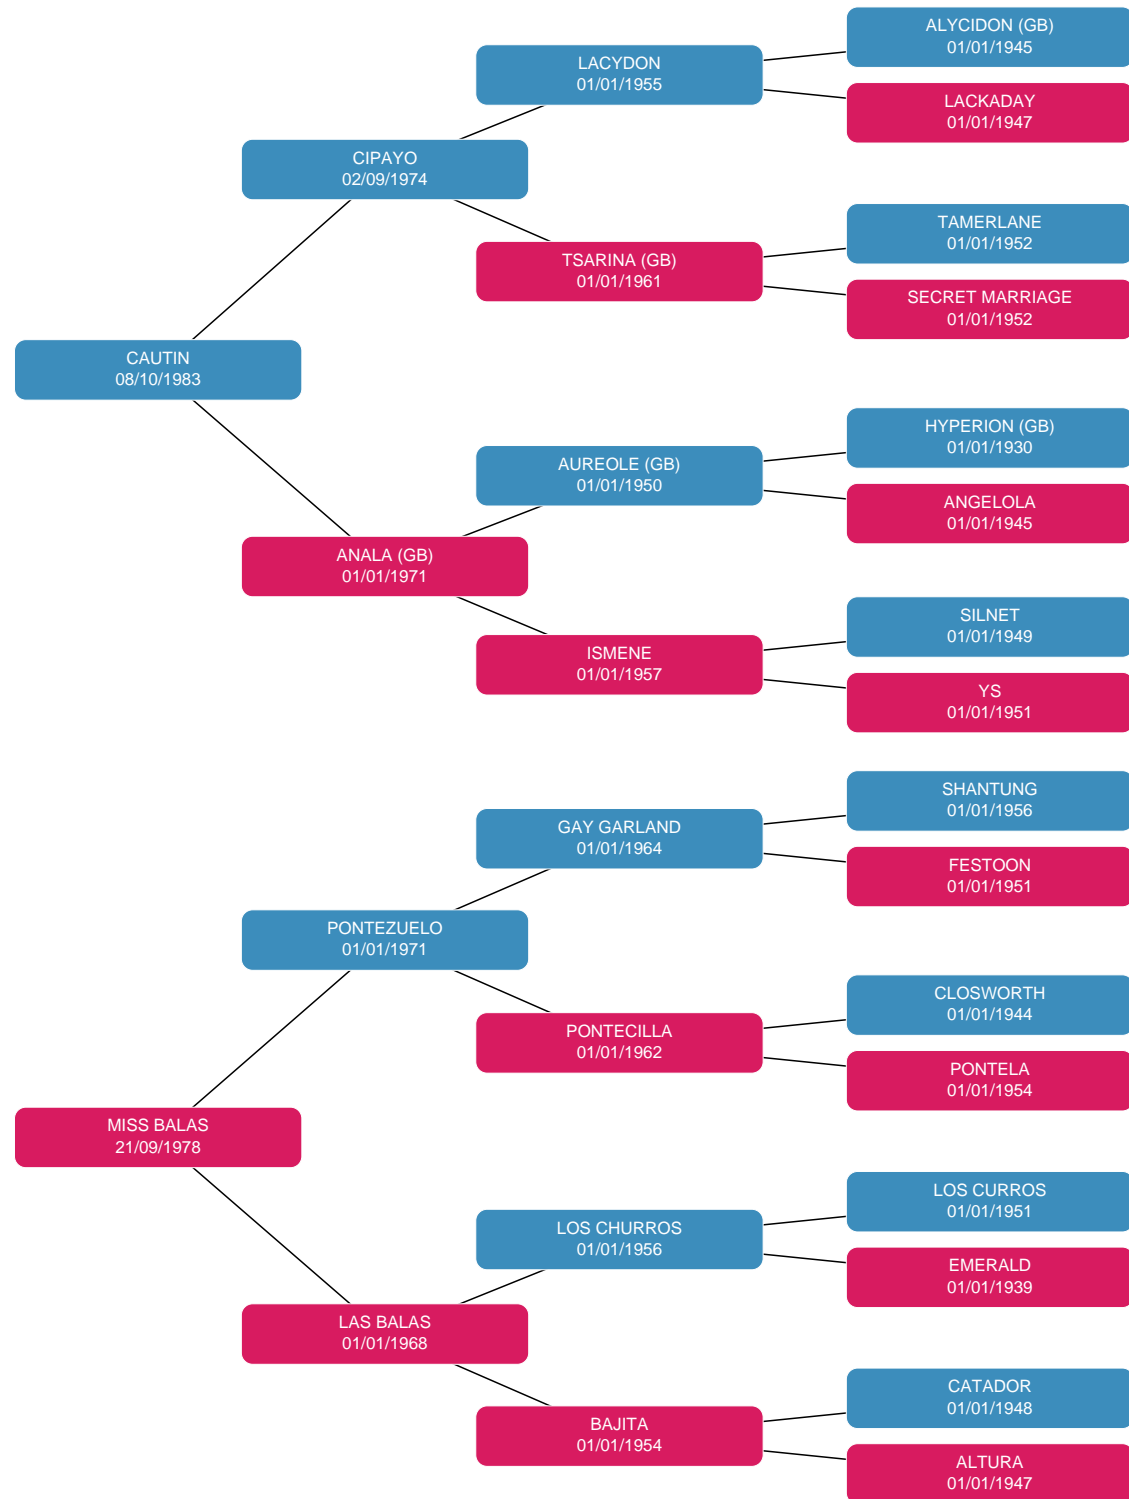 ALYCIDON (GB)
01/01/1945
LACYDON
01/01/1955
LACKADAY
01/01/1947
CIPAYO
02/09/1974
TAMERLANE
01/01/1952
TSARINA (GB)
01/01/1961
SECRET MARRIAGE
01/01/1952
CAUTIN
08/10/1983
HYPERION (GB)
01/01/1930
AUREOLE (GB)
01/01/1950
ANGELOLA
01/01/1945
ANALA (GB)
01/01/1971
SILNET
01/01/1949
ISMENE
01/01/1957
YS
01/01/1951
SHANTUNG
01/01/1956
GAY GARLAND
01/01/1964
FESTOON
01/01/1951
PONTEZUELO
01/01/1971
CLOSWORTH
01/01/1944
PONTECILLA
01/01/1962
PONTELA
01/01/1954
MISS BALAS
21/09/1978
LOS CURROS
01/01/1951
LOS CHURROS
01/01/1956
EMERALD
01/01/1939
LAS BALAS
01/01/1968
CATADOR
01/01/1948
BAJITA
01/01/1954
ALTURA
01/01/1947